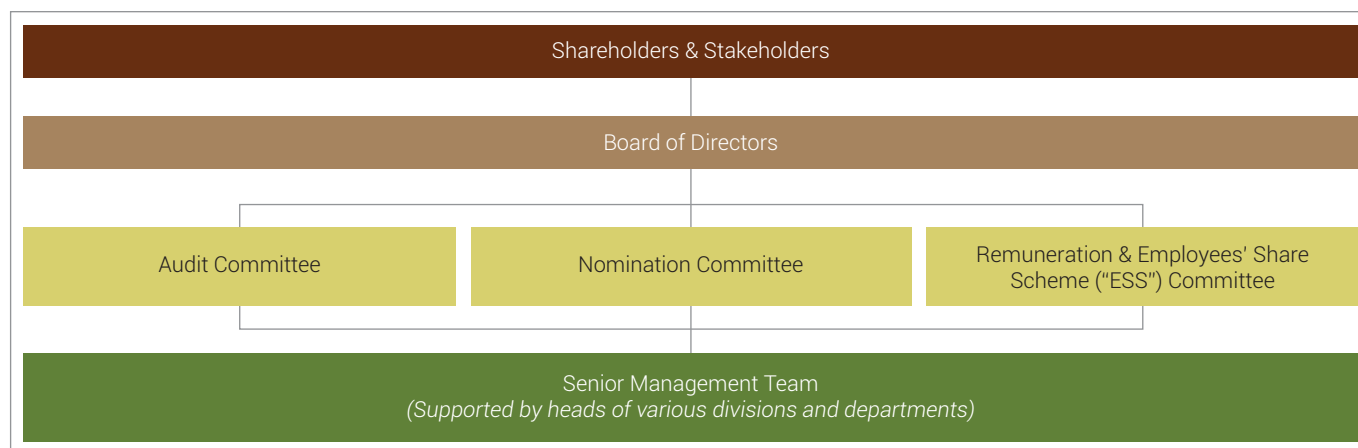 Shareholders & Stakeholders
Board of Directors
Audit Committee
Nomination Committee
Remuneration & Employees' Share
Scheme (“ESS”) Committee
Senior Management Team
(Supported by heads of various divisions and departments)